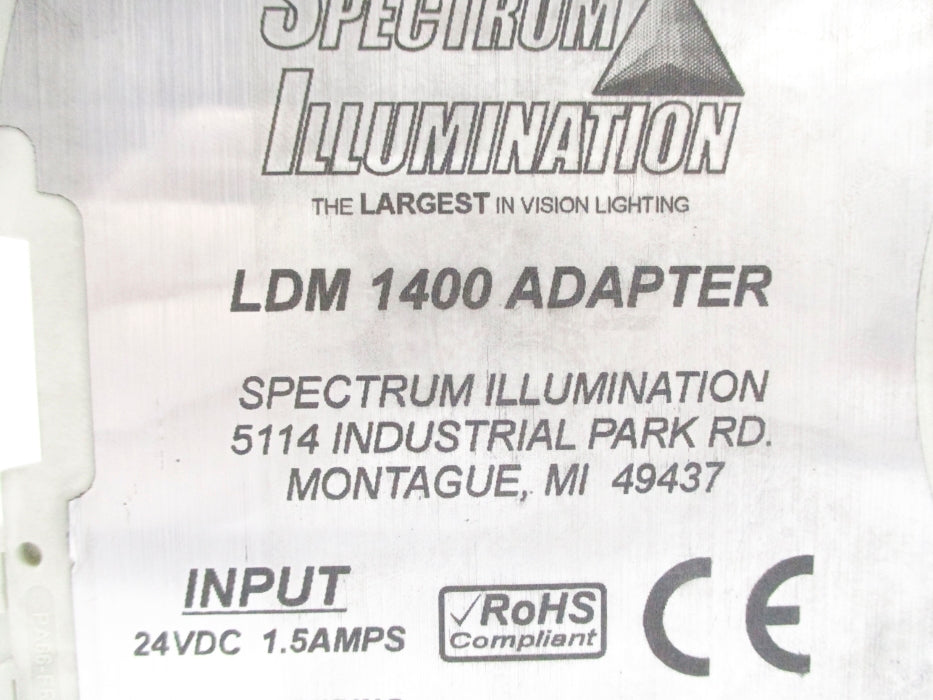 SPECTRUM
ILLUMINATION
THE LARGEST IN VISION LIGHTING
LDM 1400 ADAPTER
SPECTRUM ILLUMINATION
5114 INDUSTRIAL PARK RD.
MONTAGUE, MI 49437
INPUT
24VDC 1.5AMPS
✓RoHS
Compliant
CE